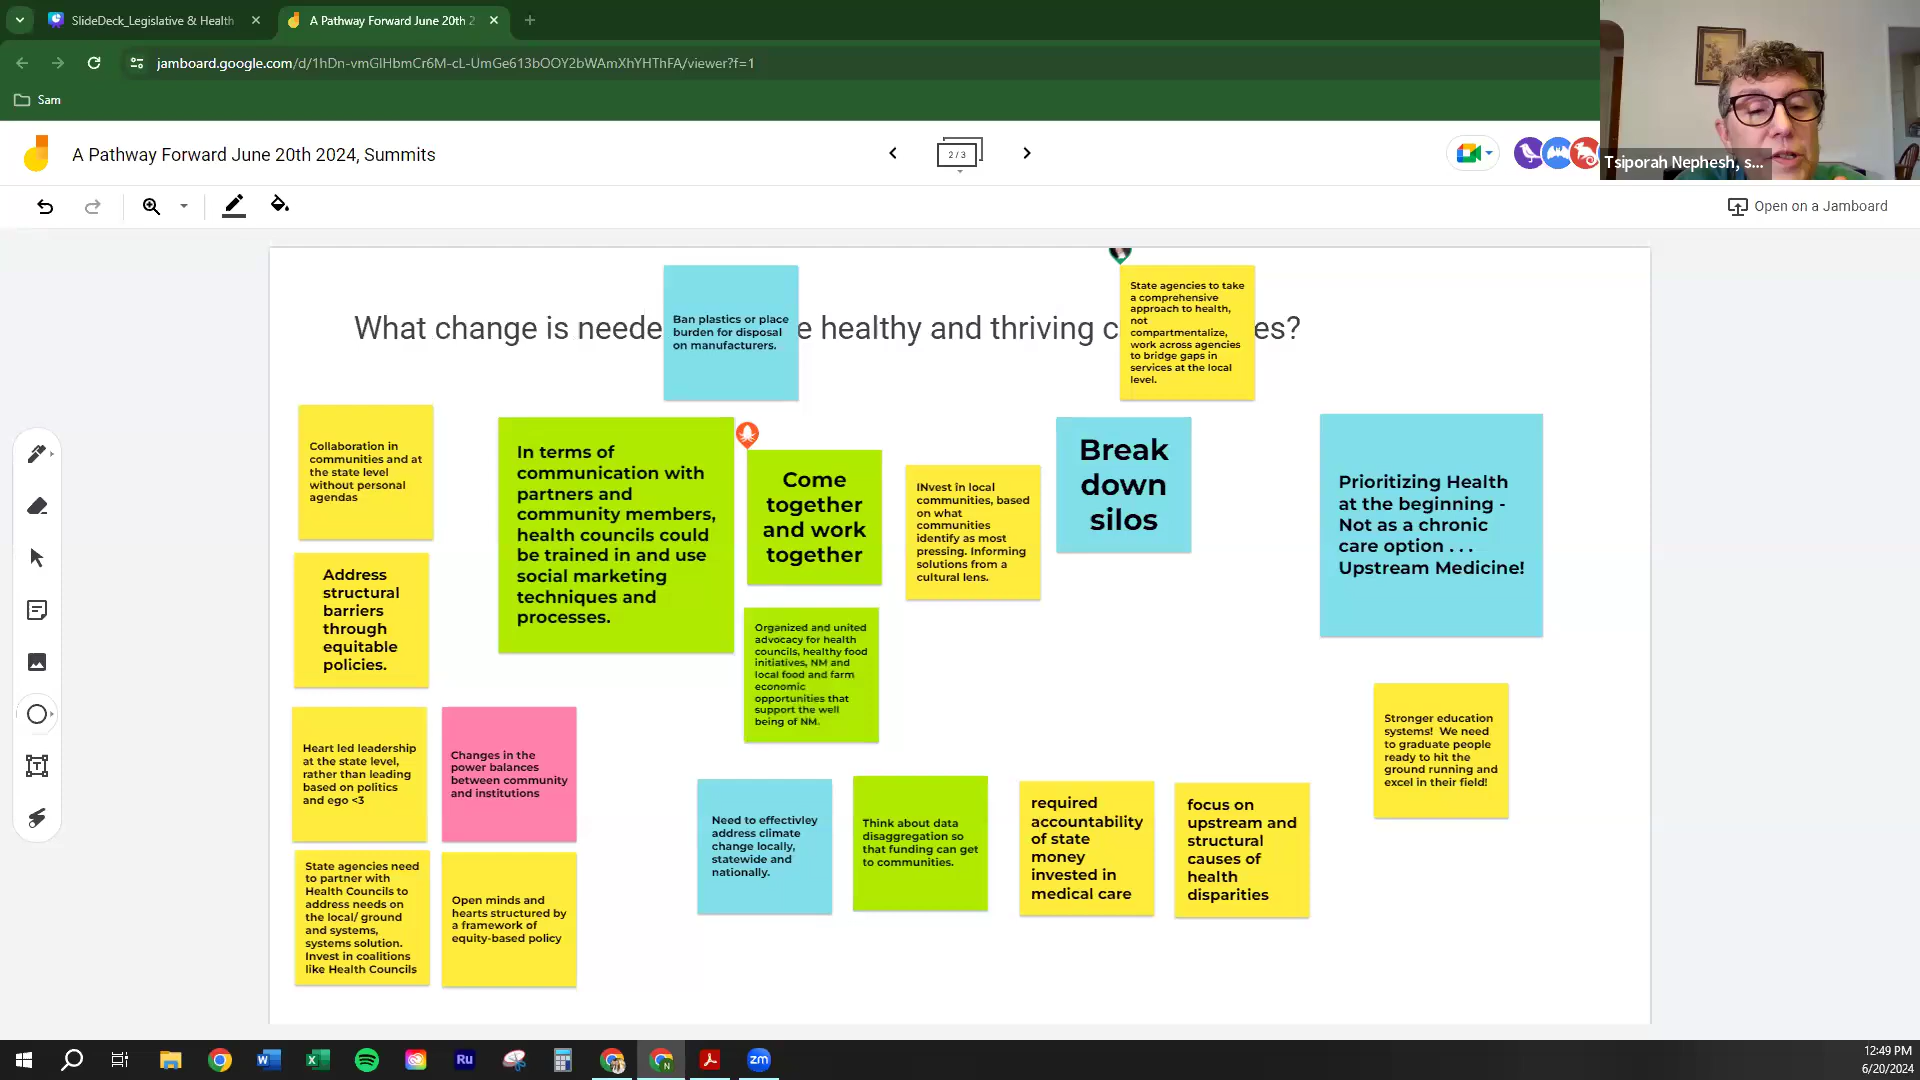 SlideDeck_Legislative & Health
A Pathway Forward June 20th 2
jamboard.google.com/d/1hDn-vmGlHbmCr6M-cL-UmGe613bOOY2bWAmXhYHThFA/viewer?f=1
Sam
A Pathway Forward June 20th 2024, Summits
2/3
Tsiporah Nephesh, s...
Open on a Jamboard
What change is neede
e healthy and thriving c
es?
Ban plastics or place
burden for disposal
on manufacturers.
State agencies to take
a comprehensive
approach to health,
not
compartmentalize,
work across agencies
to bridge gaps in
services at the local
level.
Collaboration in
communities and at
the state level
without personal
agendas
In terms of
communication with
partners and
community members,
health councils could
be trained in and use
social marketing
techniques and
processes.
Come
together
and work
together
INvest in local
communities, based
on what
communities
identify as most
pressing. Informing
solutions from a
cultural lens.
Break
down
silos
Prioritizing Health
at the beginning -
Not as a chronic
care option . . .
Upstream Medicine!
Address
structural
barriers
through
equitable
policies.
Organized and united
advocacy for health
councils, healthy food
initiatives, NM and
local food and farm
economic
opportunities that
support the well
being of NM.
Heart led leadership
at the state level,
rather than leading
based on politics
and ego <3
Changes in the
power balances
between community
and institutions
Stronger education
systems! We need
to graduate people
ready to hit the
ground running and
excel in their field!
Need to effectivley
address climate
change locally,
statewide and
nationally.
Think about data
disaggregation so
that funding can get
to communities.
required
accountability
of state
money
invested in
medical care
focus on
upstream and
structural
causes of
health
disparities
State agencies need
to partner with
Health Councils to
address needs on
the local/ ground
and systems,
systems solution.
Invest in coalitions
like Health Councils
Open minds and
hearts structured by
a framework of
equity-based policy
Ru
zm
N
12:49 PM
6/20/2024